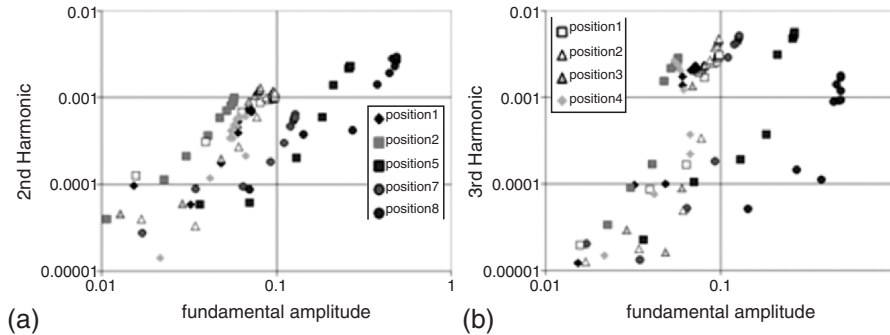 0.01
0.001
0.0001
0.00001
2nd Harmonic
position1
position2
position5
position7
position8
0.01
0.1
1
fundamental amplitude
(a)
0.01
0.001
0.0001
0.00001
3rd Harmonic
position1
position2
position3
position4
0.01
0.1
fundamental amplitude
(b)